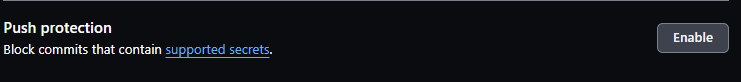 Push protection
Block commits that contain supported secrets.
Enable